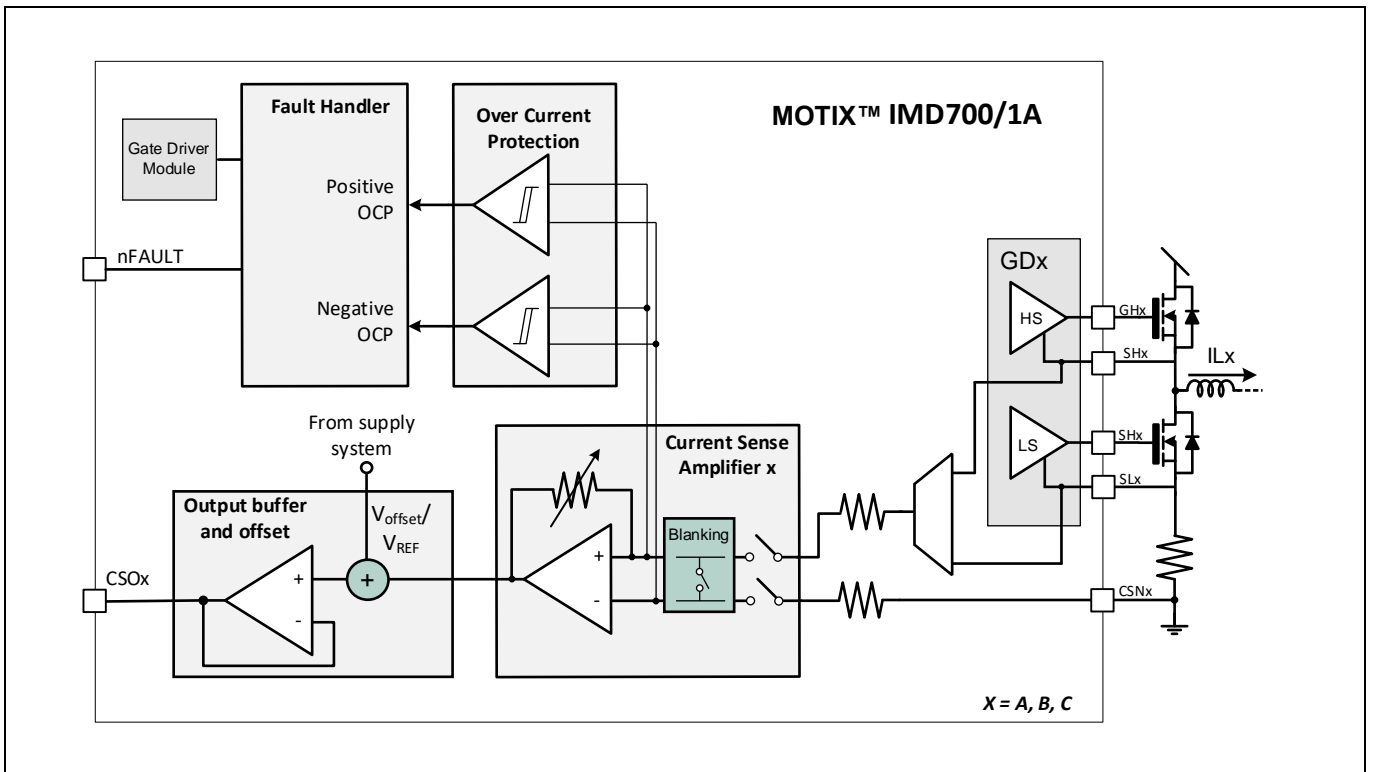 MOTIX™ IMD700/1A
Fault Handler
Over Current
Protection
Gate Driver
Module
Positive
OCP
nFAULT
Negative
OCP
GDx
HS
GHx
SHx
ILx
LS
SHx
SLx
From supply
system
Current Sense
Amplifier x
Output buffer
and offset
Voffset/
VREF
Blanking
+
-
+
+
-
CSOx
CSNx
X = A, B, C